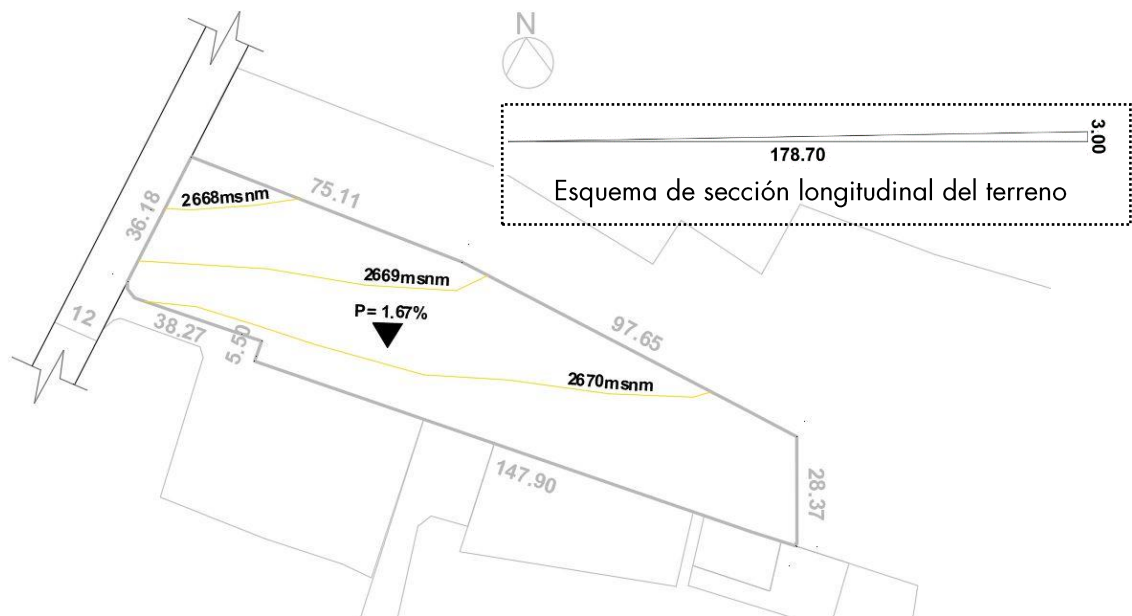 N
3.00
178.70
Esquema de sección longitudinal del terreno
75.11
2668msnm
36.18
2669msnm
P= 1.67%
12
38.27
5.50
97.65
2670msnm
147.90
28.37